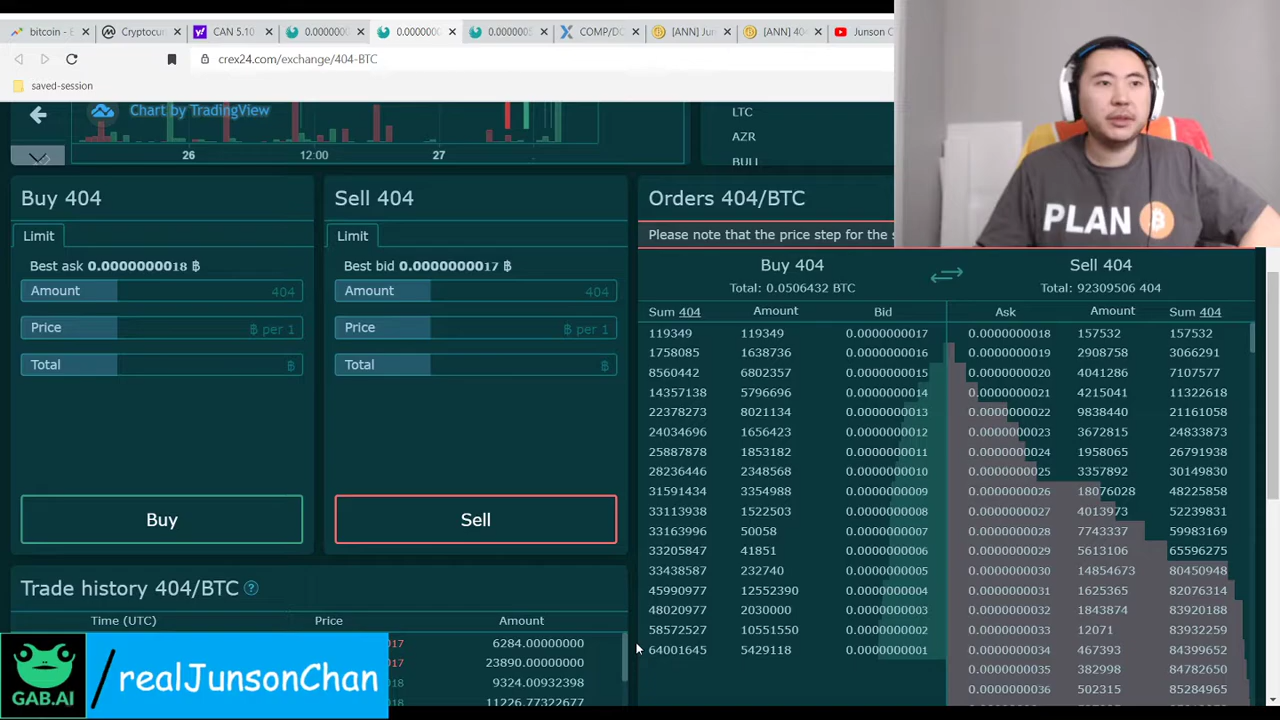 bitcoin - E
Cryptocur
CAN 5.10
0.000000
0.00000
0.000000
COMP/DC
[ANN] Jun
[ANN] 40
Junson C
crex24.com/exchange/404-BTC
saved-session
Chart by TradingView
26
12:00
27
LTC
AZR
BULL
Buy 404
Limit
Best ask 0.0000000018 ฿
Amount 404
Price ฿ per 1
Total ฿
Buy
Sell 404
Limit
Best bid 0.0000000017 ฿
Amount 404
Price ฿ per 1
Total ฿
Sell
Orders 404/BTC
Please note that the price step for the s
Buy 404
Total: 0.0506432 BTC
Sell 404
Total: 92309506 404
Sum 404 Amount Bid Ask Amount Sum 404
119349 119349 0.0000000017 0.0000000018 157532 157532
1758085 1638736 0.0000000016 0.0000000019 2908758 3066291
8560442 6802357 0.0000000015 0.0000000020 4041286 7107577
14357138 5796696 0.0000000014 0.0000000021 4215041 11322618
22378273 8021134 0.0000000013 0.0000000022 9838440 21161058
24034696 1656423 0.0000000012 0.0000000023 3672815 24833873
25887878 1853182 0.0000000011 0.0000000024 1958065 26791938
28236446 2348568 0.0000000010 0.0000000025 3357892 30149830
31591434 3354988 0.0000000009 0.0000000026 18076028 48225858
33113938 1522503 0.0000000008 0.0000000027 4013973 52239831
33163996 50058 0.0000000007 0.0000000028 7743337 59983169
33205847 41851 0.0000000006 0.0000000029 5613106 65596275
33438587 232740 0.0000000005 0.0000000030 14854673 80450948
45990977 12552390 0.0000000004 0.0000000031 1625365 82076314
48020977 2030000 0.0000000003 0.0000000032 1843874 83920188
58572527 10551550 0.0000000002 0.0000000033 12071 83932259
64001645 5429118 0.0000000001 0.0000000034 467393 84399652
0.0000000035 382998 84782650
0.0000000036 502315 85284965
Trade history 404/BTC ?
Time (UTC) Price Amount
017 6284.00000000
017 23890.00000000
018 9324.00932398
018 11226.77322677
GAB.AI
/realJunsonChan
PLAN ₿